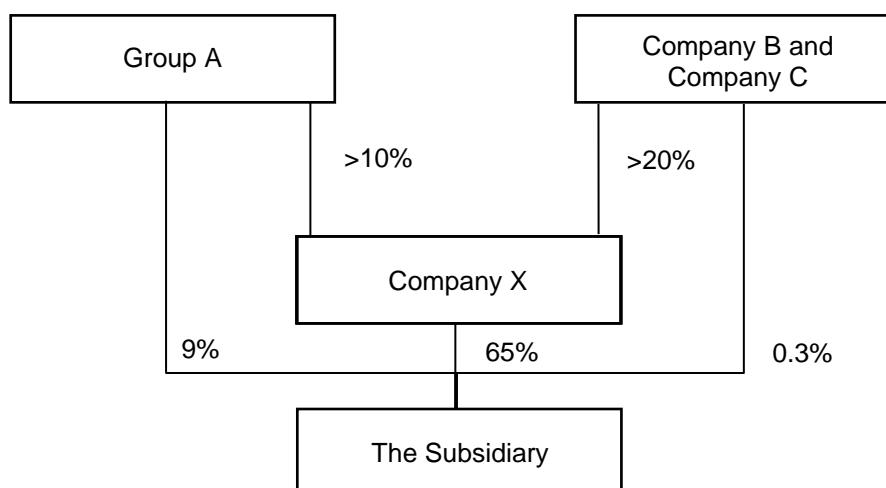 Group A
Company B and
Company C
>10%
>20%
Company X
9%
65%
0.3%
The Subsidiary